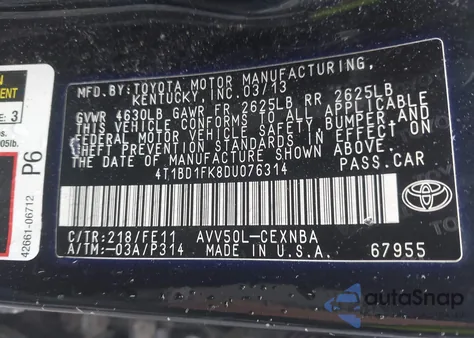 MFD.BY:TOYOTA MOTOR MANUFACTURING,
KENTUCKY INC.03/13
GVWR 4630LB GAWR FR 2625LB RR 2625LB
THIS VEHICLE CONFORMS TO ALL APPLICABLE
FEDERAL MOTOR VEHICLE SAFETY, BUMPER, AND
THEFT PREVENTION STANDARDS IN EFFECT ON
THE DATE OF MANUFACTURE SHOWN ABOVE.
4T1BD1FK8DU076314
PASS.CAR
C/TR:218/FE11
AVV50L-CEXNBA
A/TM:-03A/P314
MADE IN U.S.A.
67955
TOYOTA
E: 3
05lb.
P6
42661-06712
autoSnap